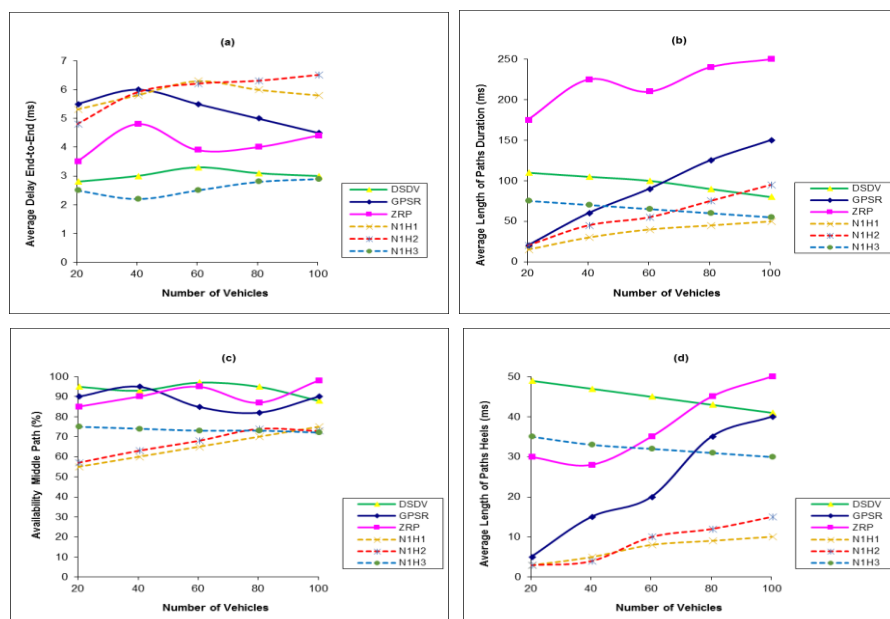 (a)
Average Delay End-to-End (ms)
7
6
5
4
3
2
1
0
20 40 60 80 100
Number of Vehicles
DSDV
GPSR
ZRP
N1H1
N1H2
N1H3
(b)
Average Length of Paths Duration (ms)
250
200
150
100
50
0
20 40 60 80 100
Number of Vehicles
DSDV
GPSR
ZRP
N1H1
N1H2
N1H3
(c)
Availability Middle Path (%)
100
90
80
70
60
50
40
30
20
10
0
20 40 60 80 100
Number of Vehicles
DSDV
GPSR
ZRP
N1H1
N1H2
N1H3
(d)
Average Length of Paths Heels (ms)
50
40
30
20
10
0
20 40 60 80 100
Number of Vehicles
DSDV
GPSR
ZRP
N1H1
N1H2
N1H3